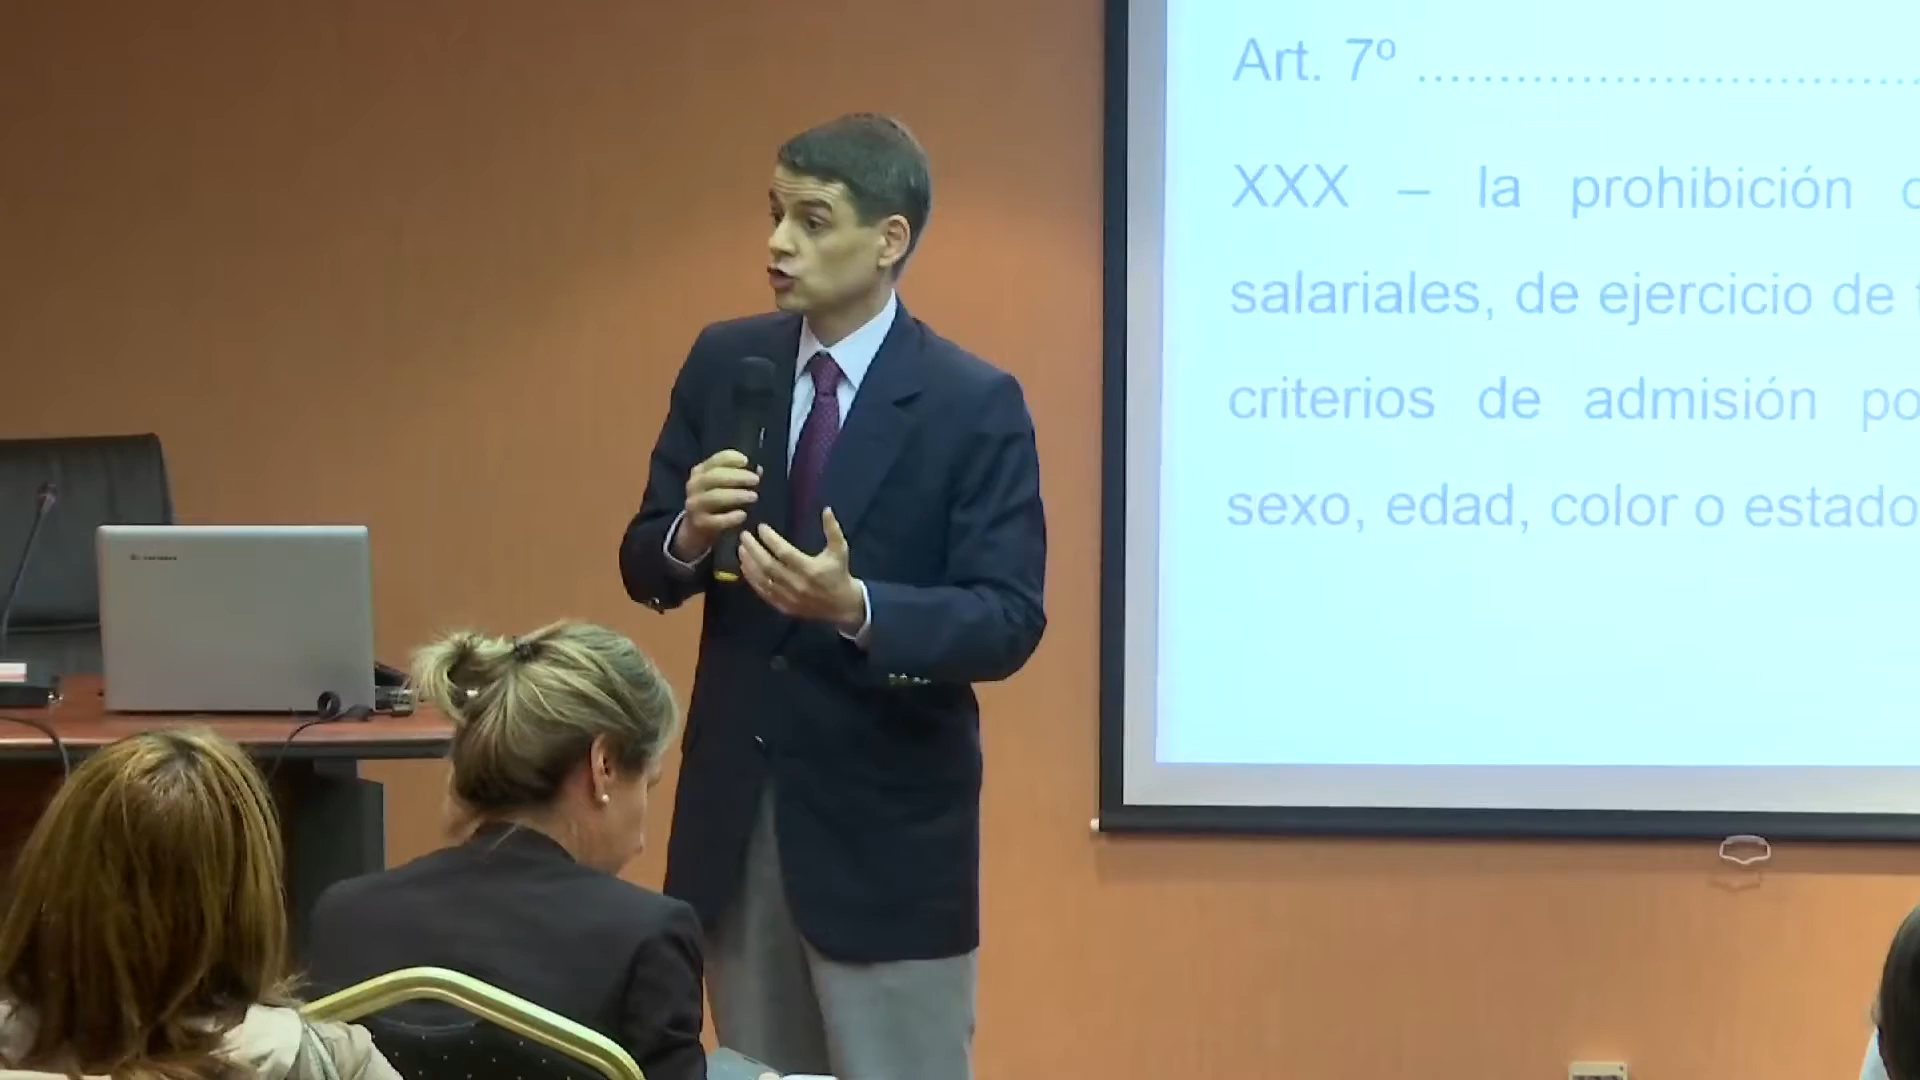 Art. 7º ................................
XXX – la prohibición
salariales, de ejercicio de
criterios de admisión
sexo, edad, color o estado